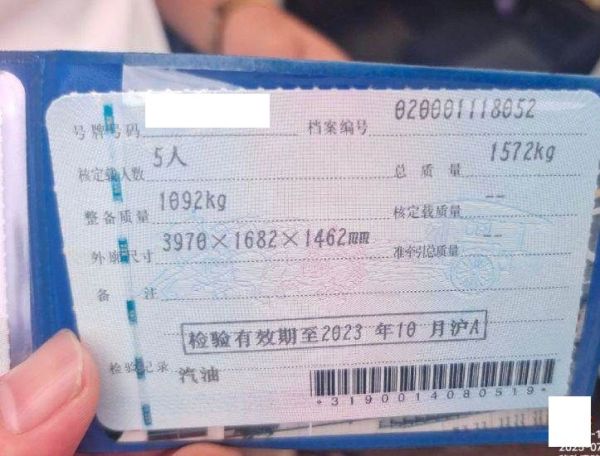 号牌号码
档案编号 020001118052
核定载人数 5人 总质量 1572kg
整备质量 1092kg 核定载质量 --
外廓尺寸 3970×1682×1462mm 准牵引总质量 --
备 注
检验有效期至2023 年10 月沪A
检验记录 汽油
*3190014080519*